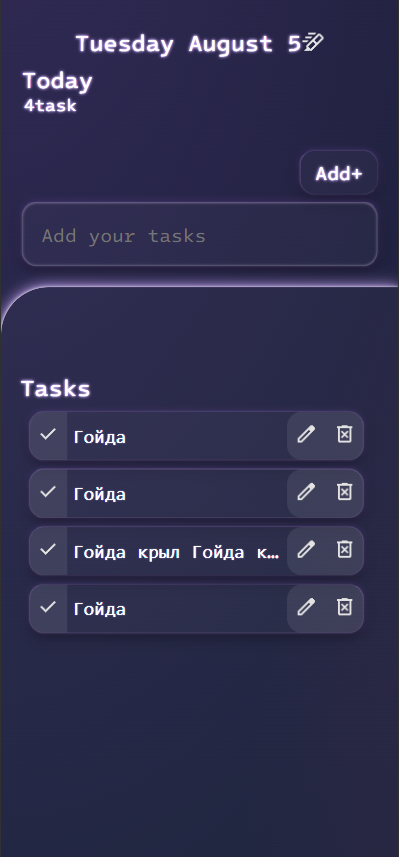 Tuesday August 5
Today
4task
Add+
Add your tasks
Tasks
Гойда
Гойда
Гойда крыл Гойда к…
Гойда